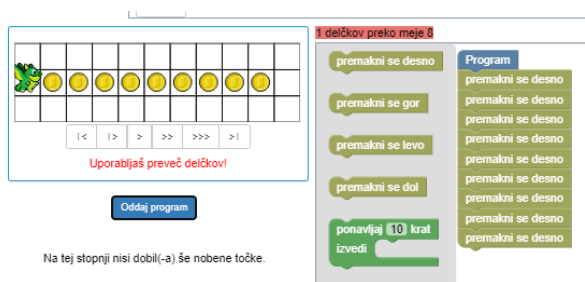 1 delčkov preko meje 8
|<
|>
>
>>
>>>
>|
Uporabljaš preveč delčkov!
Oddaj program
Na tej stopnji nisi dobil(-a) še nobene točke.
premakni se desno
premakni se gor
premakni se levo
premakni se dol
ponavljaj 10 krat
izvedi
Program
premakni se desno
premakni se desno
premakni se desno
premakni se desno
premakni se desno
premakni se desno
premakni se desno
premakni se desno
premakni se desno